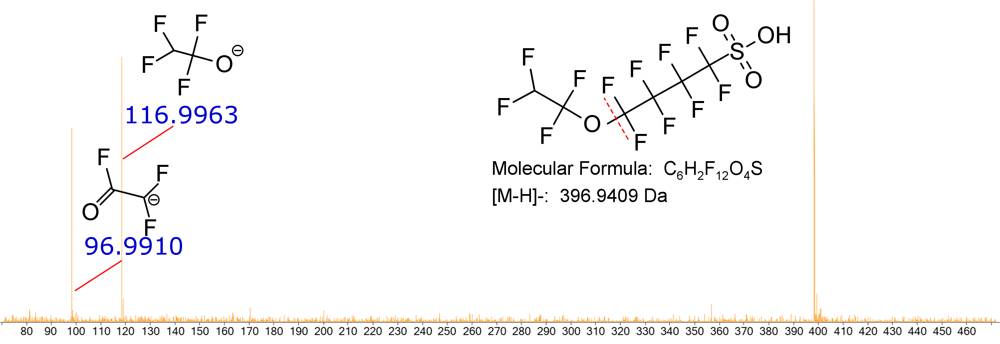 F F
F O⊖
F
116.9963
F
F
⊖
O
F
96.9910
F
F
F
F
O
F
F
F
F
F
F
F
F
O
S
OH
O
Molecular Formula: C₆H₂F₁₂O₄S
[M-H]-: 396.9409 Da
80 90 100 110 120 130 140 150 160 170 180 190 200 210 220 230 240 250 260 270 280 290 300 310 320 330 340 350 360 370 380 390 400 410 420 430 440 450 460